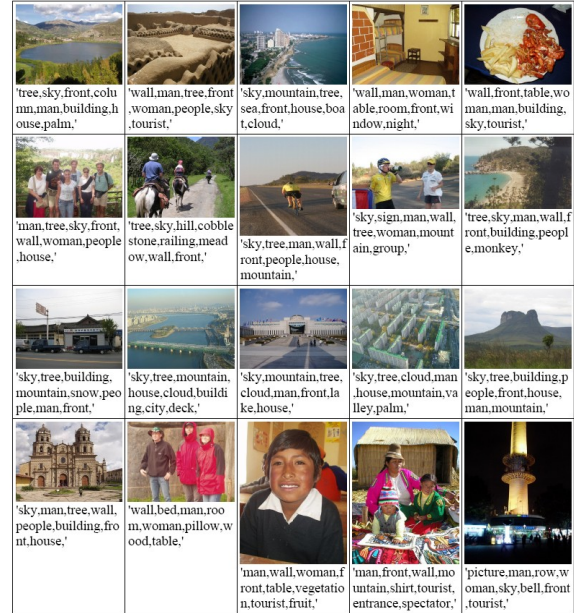 'tree,sky,front,colu
mn,man,building,h
ouse,palm,'
'wall,man,tree,front
,woman,people,sky
,tourist,'
'sky,mountain,tree,
sea,front,house,boa
t,cloud,'
'wall,man,woman,t
able,room,front,wi
ndow,night,'
'wall,front,table,wo
man,man,building,
sky,tourist,'
'man,tree,sky,front,
wall,woman,people
,house,'
'tree,sky,hill,cobble
stone,railing,mead
ow,wall,front,'
'sky,tree,man,wall,f
ront,people,house,
mountain,'
'sky,sign,man,wall,
tree,woman,mount
ain,group,'
'tree,sky,man,wall,f
ront,building,peopl
e,monkey,'
'sky,tree,building,
mountain,snow,peo
ple,man,front,'
'sky,tree,mountain,
house,cloud,buildi
ng,city,deck,'
'sky,mountain,tree,
cloud,man,front,la
ke,house,'
'sky,tree,cloud,man
,house,mountain,va
lley,palm,'
'sky,tree,building,p
eople,front,house,
man,mountain,'
'sky,man,tree,wall,
people,building,fro
nt,house,'
'wall,bed,man,roo
m,woman,pillow,w
ood,table,'
'man,wall,woman,f
ront,table,vegetatio
n,tourist,fruit,'
'man,front,wall,mo
untain,shirt,tourist,
entrance,spectator,'
'picture,man,row,w
oman,sky,bell,front
,tourist,'